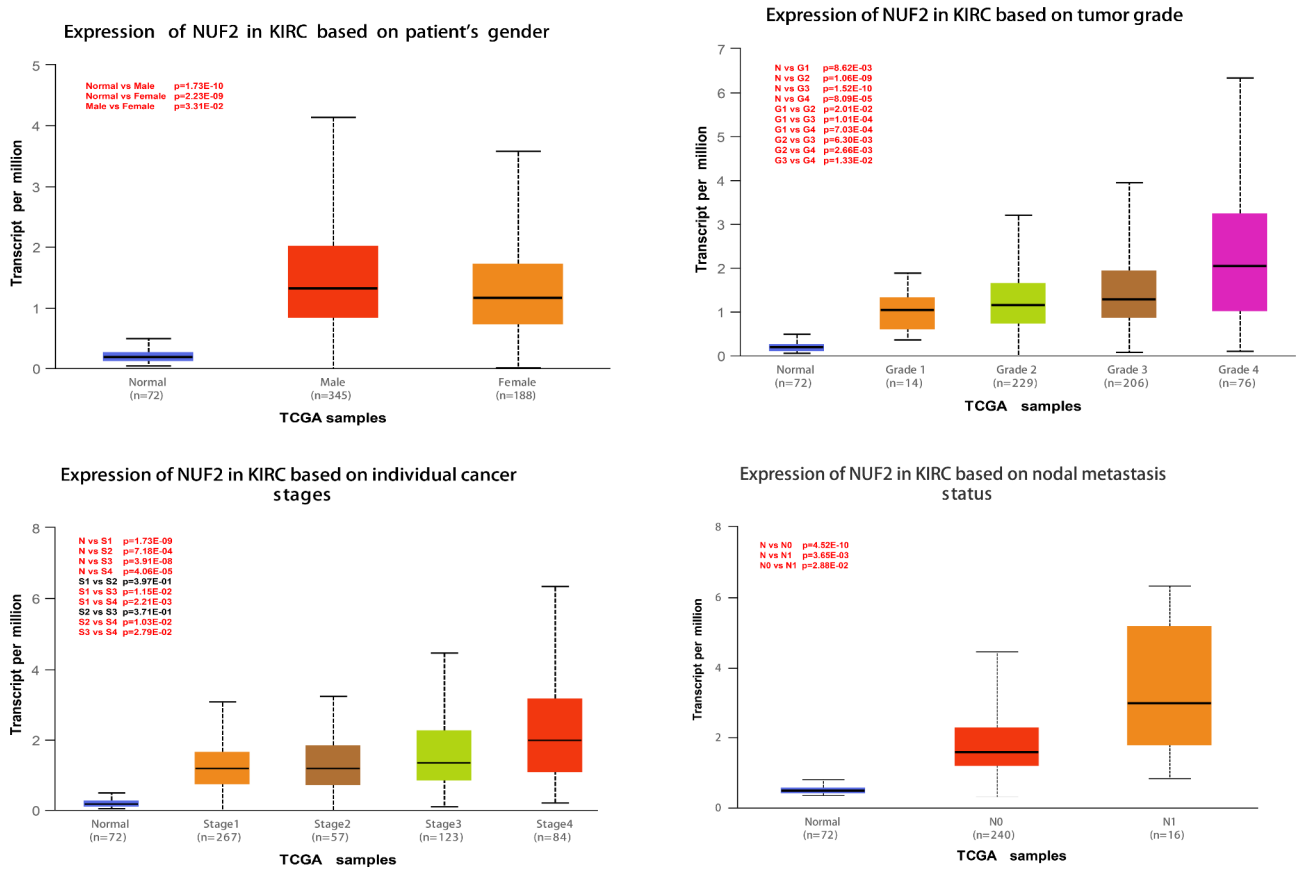 Expression of NUF2 in KIRC based on patient's gender
5
4
3
2
1
0
Transcript per million
Normal vs Male p=1.73E-10
Normal vs Female p=2.23E-09
Male vs Female p=3.31E-02
Normal Male Female
(n=72) (n=345) (n=188)
TCGA samples
Expression of NUF2 in KIRC based on tumor grade
7
6
5
4
3
2
1
0
Transcript per million
N vs G1 p=8.62E-03
N vs G2 p=1.06E-09
N vs G3 p=1.52E-10
N vs G4 p=8.09E-05
G1 vs G2 p=2.01E-02
G1 vs G3 p=1.01E-04
G1 vs G4 p=7.03E-04
G2 vs G3 p=6.30E-03
G2 vs G4 p=2.66E-03
G3 vs G4 p=1.33E-02
Normal Grade 1 Grade 2 Grade 3 Grade 4
(n=72) (n=14) (n=229) (n=206) (n=76)
TCGA samples
Expression of NUF2 in KIRC based on individual cancer
stages
8
6
4
2
0
Transcript per million
N vs S1 p=1.73E-09
N vs S2 p=7.18E-04
N vs S3 p=3.91E-08
N vs S4 p=4.06E-05
S1 vs S2 p=3.97E-01
S1 vs S3 p=1.15E-02
S1 vs S4 p=2.21E-03
S2 vs S3 p=3.71E-01
S2 vs S4 p=1.03E-02
S3 vs S4 p=2.79E-02
Normal Stage1 Stage2 Stage3 Stage4
(n=72) (n=267) (n=57) (n=123) (n=84)
TCGA samples
Expression of NUF2 in KIRC based on nodal metastasis
status
8
6
4
2
0
Transcript per million
N vs N0 p=4.52E-10
N vs N1 p=3.65E-03
N0 vs N1 p=2.88E-02
Normal N0 N1
(n=72) (n=240) (n=16)
TCGA samples